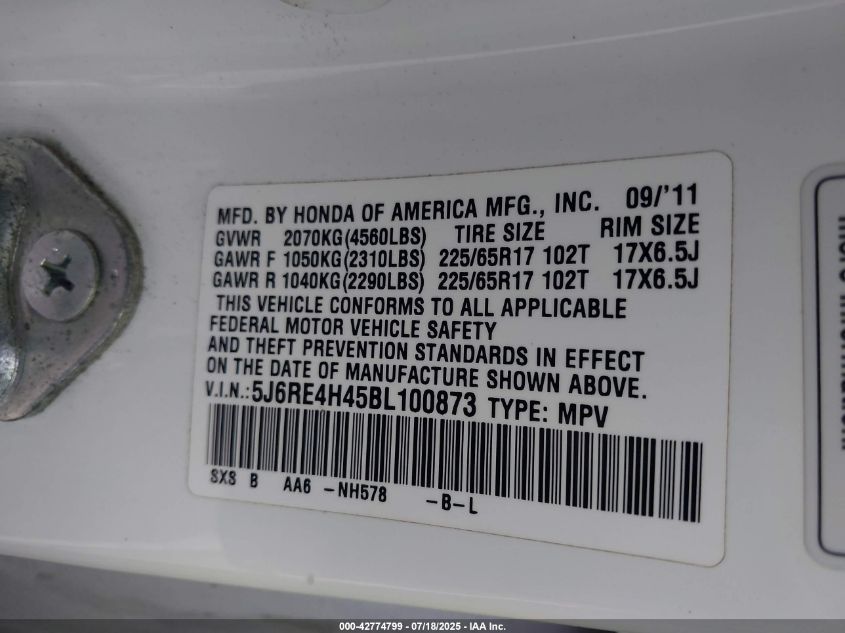 MFD. BY HONDA OF AMERICA MFG., INC. 09/'11
GVWR 2070KG(4560LBS) TIRE SIZE RIM SIZE
GAWR F 1050KG(2310LBS) 225/65R17 102T 17X6.5J
GAWR R 1040KG(2290LBS) 225/65R17 102T 17X6.5J
THIS VEHICLE CONFORMS TO ALL APPLICABLE
FEDERAL MOTOR VEHICLE SAFETY
AND THEFT PREVENTION STANDARDS IN EFFECT
ON THE DATE OF MANUFACTURE SHOWN ABOVE.
V.I.N.: 5J6RE4H45BL100873 TYPE: MPV
SXS B AA6 -NH578 -B-L
000-42774799 - 07/18/2025 - IAA Inc.